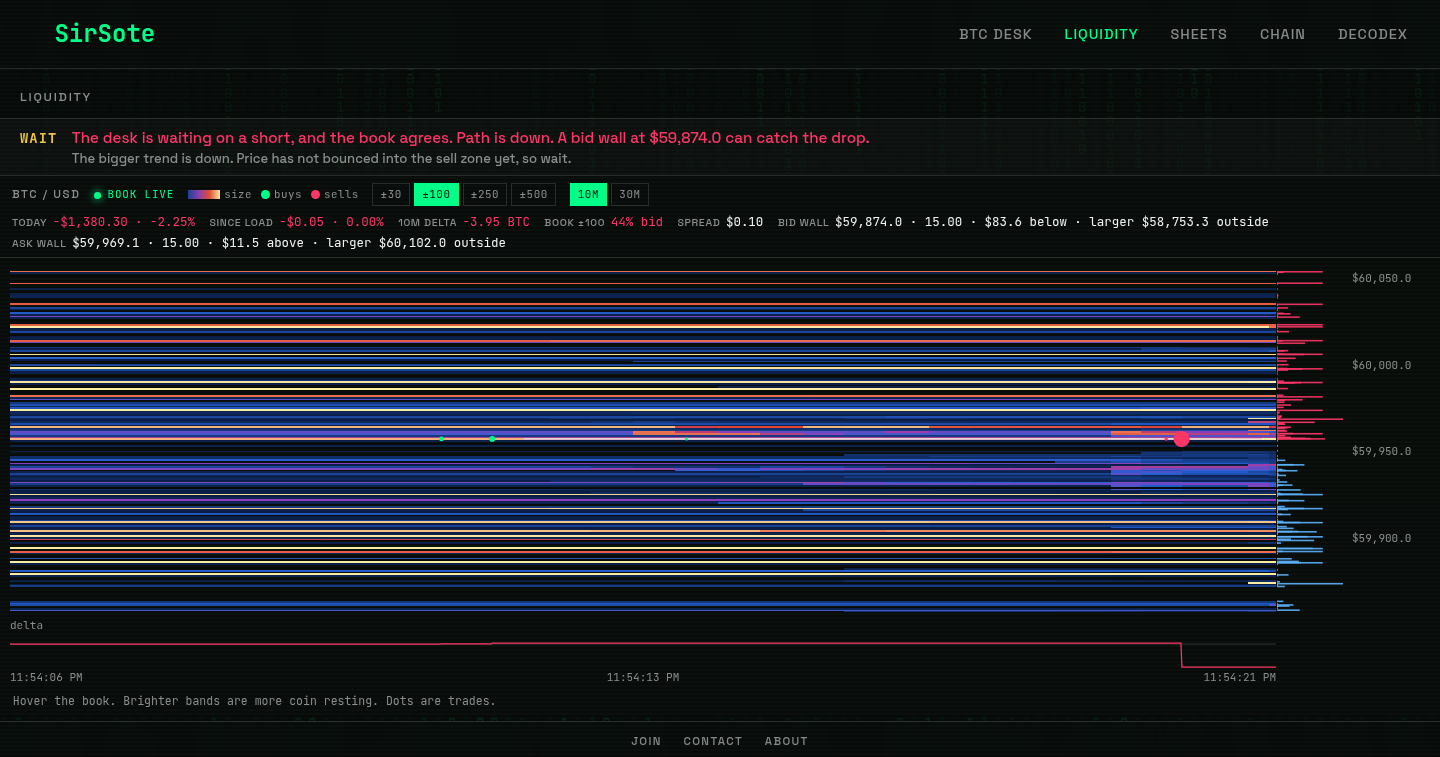 SirSote
BTC DESK LIQUIDITY SHEETS CHAIN DECODEX
LIQUIDITY
WAIT The desk is waiting on a short, and the book agrees. Path is down. A bid wall at $59,874.0 can catch the drop.
The bigger trend is down. Price has not bounced into the sell zone yet, so wait.
BTC / USD BOOK LIVE size buys sells ±30 ±100 ±250 ±500 10M 30M
TODAY -$1,380.30 · -2.25% SINCE LOAD -$0.05 · 0.00% 10M DELTA -3.95 BTC BOOK ±100 44% bid SPREAD $0.10 BID WALL $59,874.0 · 15.00 · $83.6 below · larger $58,753.3 outside
ASK WALL $59,969.1 · 15.00 · $11.5 above · larger $60,102.0 outside
$60,050.0
$60,000.0
$59,950.0
$59,900.0
delta
11:54:06 PM 11:54:13 PM 11:54:21 PM
Hover the book. Brighter bands are more coin resting. Dots are trades.
JOIN CONTACT ABOUT